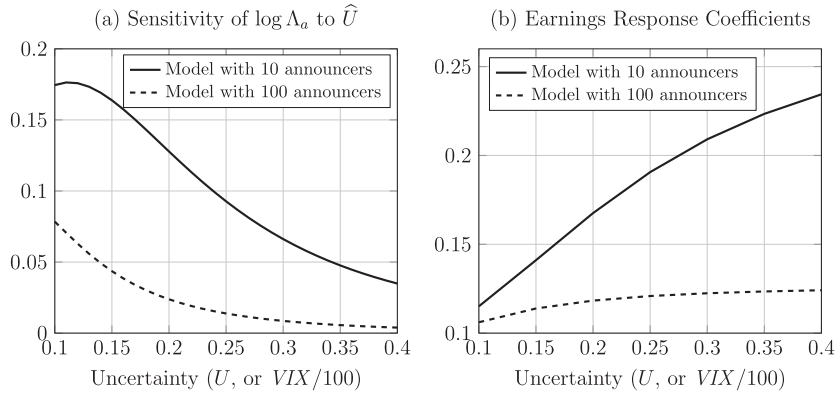 (a) Sensitivity of log Λₐ to Û
0.2
0.15
0.1
0.05
0
Model with 10 announcers
Model with 100 announcers
0.1 0.15 0.2 0.25 0.3 0.35 0.4
Uncertainty (U, or VIX/100)
(b) Earnings Response Coefficients
0.25
0.2
0.15
0.1
Model with 10 announcers
Model with 100 announcers
0.1 0.15 0.2 0.25 0.3 0.35 0.4
Uncertainty (U, or VIX/100)